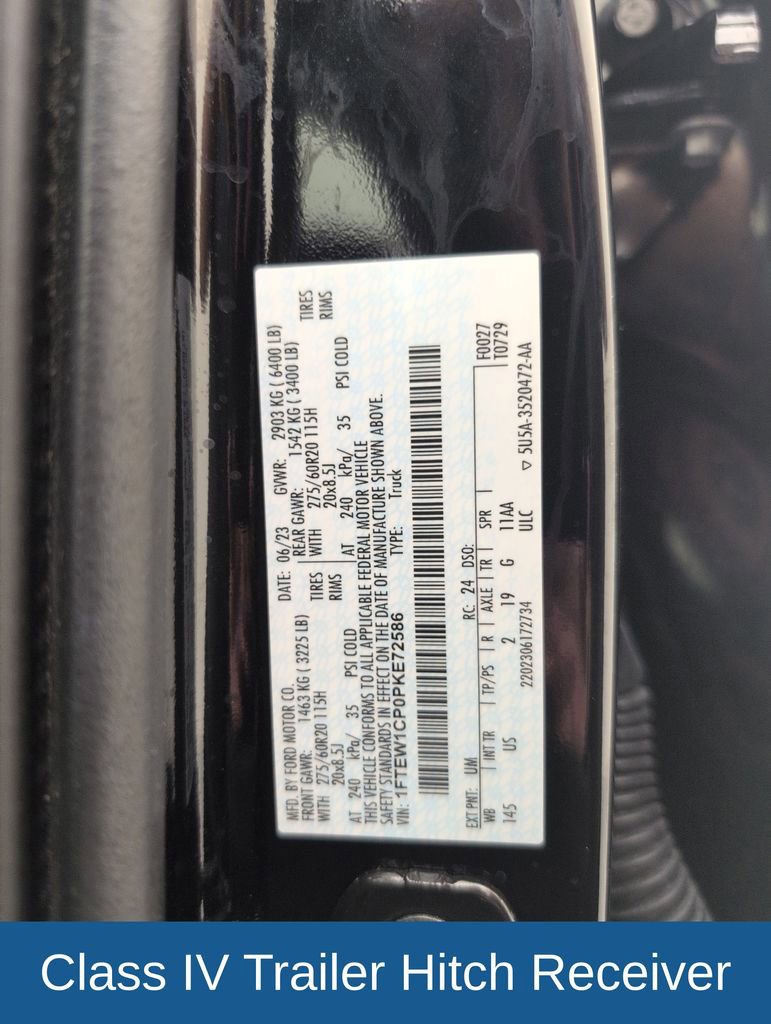 MFD. BY FORD MOTOR CO.
DATE: 06/23 GVWR: 2903 KG ( 6400 LB)
FRONT GAWR: 1463 KG ( 3225 LB) REAR GAWR: 1542 KG ( 3400 LB)
WITH 275/60R20 115H TIRES WITH 275/60R20 115H TIRES
20x8.5J RIMS 20x8.5J RIMS
AT 240 kPa/ 35 PSI COLD AT 240 kPa/ 35 PSI COLD
THIS VEHICLE CONFORMS TO ALL APPLICABLE FEDERAL MOTOR VEHICLE
SAFETY STANDARDS IN EFFECT ON THE DATE OF MANUFACTURE SHOWN ABOVE.
VIN: 1FTEW1CP0PKE72586 TYPE: Truck
EXT PNT: UM RC: 24 DSO: F0027
WB INT TR TP/PS R AXLE TR SPR T0729
145 US 2 19 G 11AA
2202306172734 ULC ▽ 5U5A-3520472-AA
Class IV Trailer Hitch Receiver